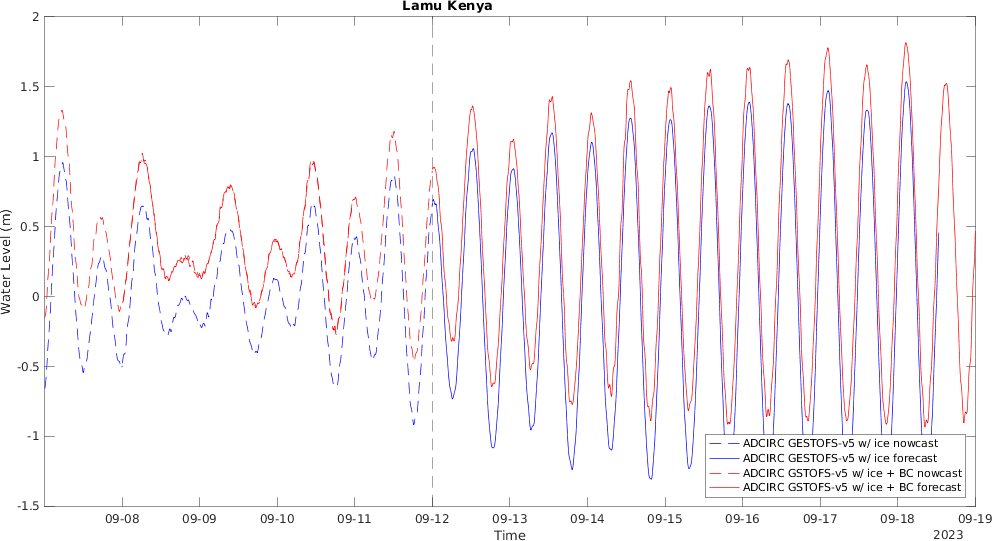 Lamu Kenya
2
1.5
1
0.5
0
-0.5
-1
-1.5
Water Level (m)
ADCIRC GESTOFS-v5 w/ ice nowcast
ADCIRC GESTOFS-v5 w/ ice forecast
ADCIRC GSTOFS-v5 w/ ice + BC nowcast
ADCIRC GSTOFS-v5 w/ ice + BC forecast
09-08 09-09 09-10 09-11 09-12 09-13 09-14 09-15 09-16 09-17 09-18 09-19
Time
2023